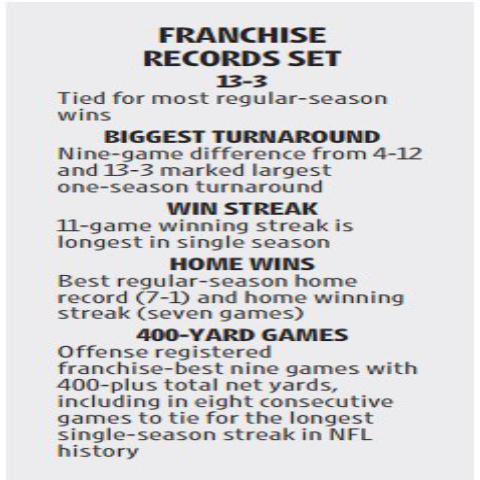 FRANCHISE
RECORDS SET
13-3
Tied for most regular-season
wins
BIGGEST TURNAROUND
Nine-game difference from 4-12
and 13-3 marked largest
one-season turnaround
WIN STREAK
11-game winning streak is
longest in single season
HOME WINS
Best regular-season home
record (7-1) and home winning
streak (seven games)
400-YARD GAMES
Offense registered
franchise-best nine games with
400-plus total net yards,
including in eight consecutive
games to tie for the longest
single-season streak in NFL
history